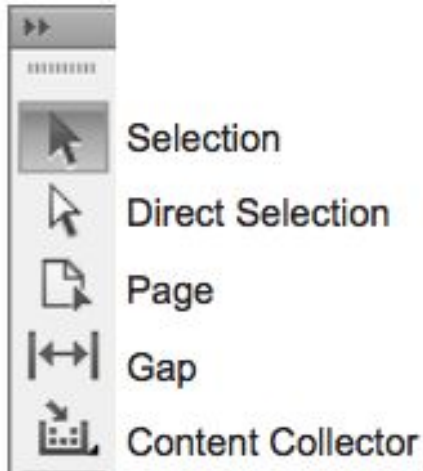 Selection
Direct Selection
Page
Gap
Content Collector